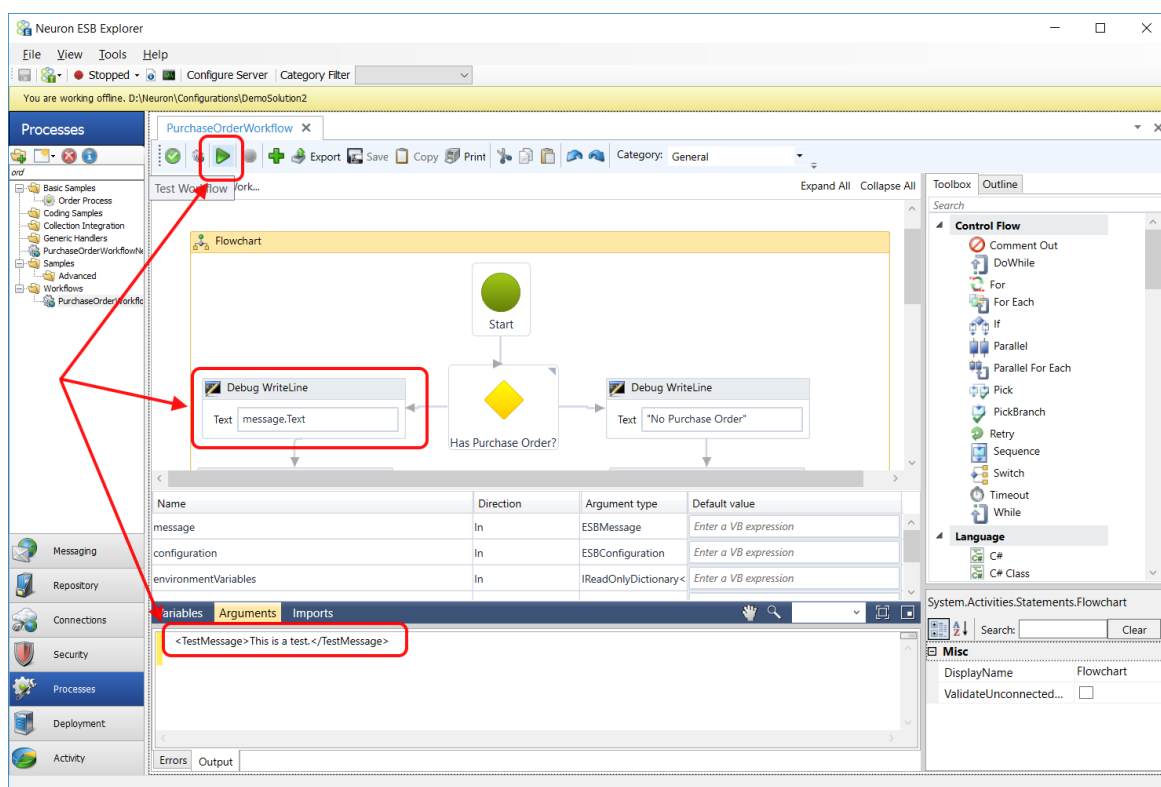 Neuron ESB Explorer
File View Tools Help
Stopped Configure Server Category Filter
You are working offline. D:\Neuron\Configurations\DemoSolution2
Processes
ord
Basic Samples
Order Process
Coding Samples
Collection Integration
Generic Handlers
PurchaseOrderWorkflowNe
Samples
Advanced
Workflows
PurchaseOrderWorkflo
Messaging
Repository
Connections
Security
Processes
Deployment
Activity
PurchaseOrderWorkflow
Export Save Copy Print Category: General
Test Workflow Work...
Expand All Collapse All
Flowchart
Start
Debug WriteLine
Text message.Text
Has Purchase Order?
Debug WriteLine
Text "No Purchase Order"
Name Direction Argument type Default value
message In ESBMessage Enter a VB expression
configuration In ESBConfiguration Enter a VB expression
environmentVariables In IReadOnlyDictionary< Enter a VB expression
Variables Arguments Imports
<TestMessage>This is a test.</TestMessage>
Errors Output
Toolbox Outline
Search
Control Flow
Comment Out
DoWhile
For
For Each
If
Parallel
Parallel For Each
Pick
PickBranch
Retry
Sequence
Switch
Timeout
While
Language
C#
C# Class
System.Activities.Statements.Flowchart
Search: Clear
Misc
DisplayName Flowchart
ValidateUnconnected...